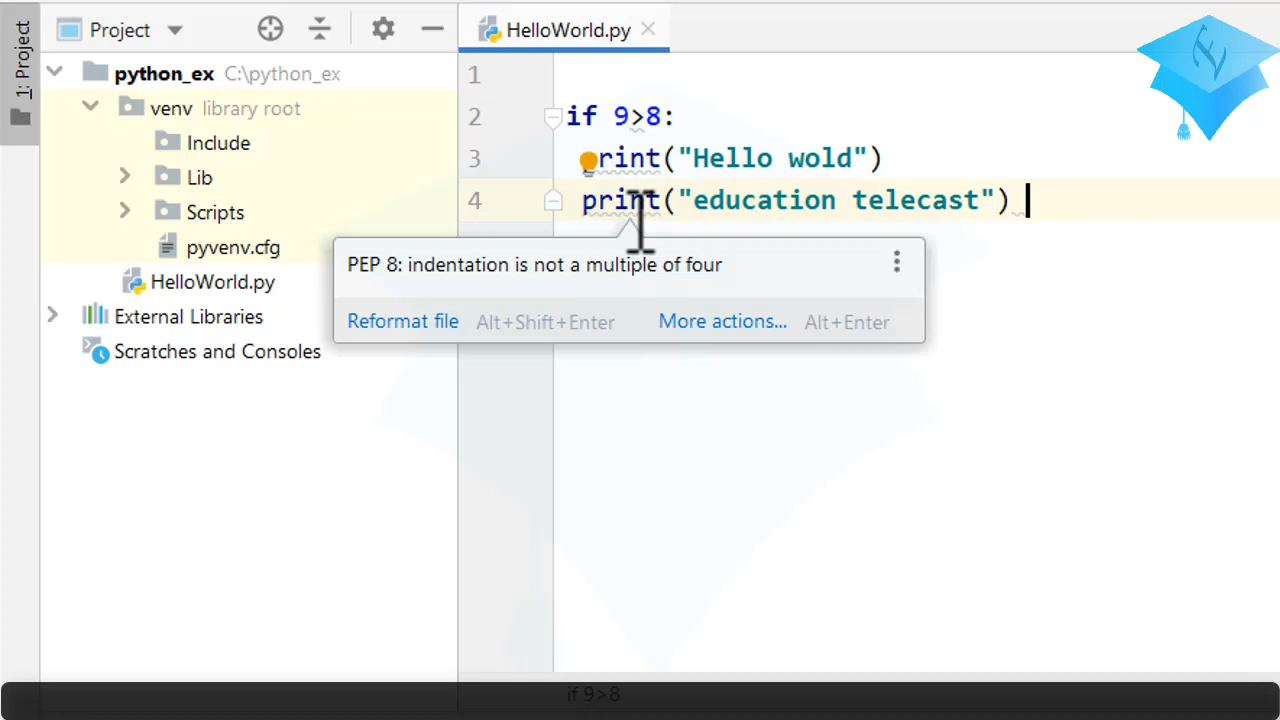 1: Project
Project
HelloWorld.py
python_ex C:\python_ex
venv library root
Include
Lib
Scripts
pyvenv.cfg
HelloWorld.py
External Libraries
Scratches and Consoles
1
2 if 9>8:
3 print("Hello wold")
4 print("education telecast")
PEP 8: indentation is not a multiple of four
Reformat file Alt+Shift+Enter More actions... Alt+Enter
if 9>8